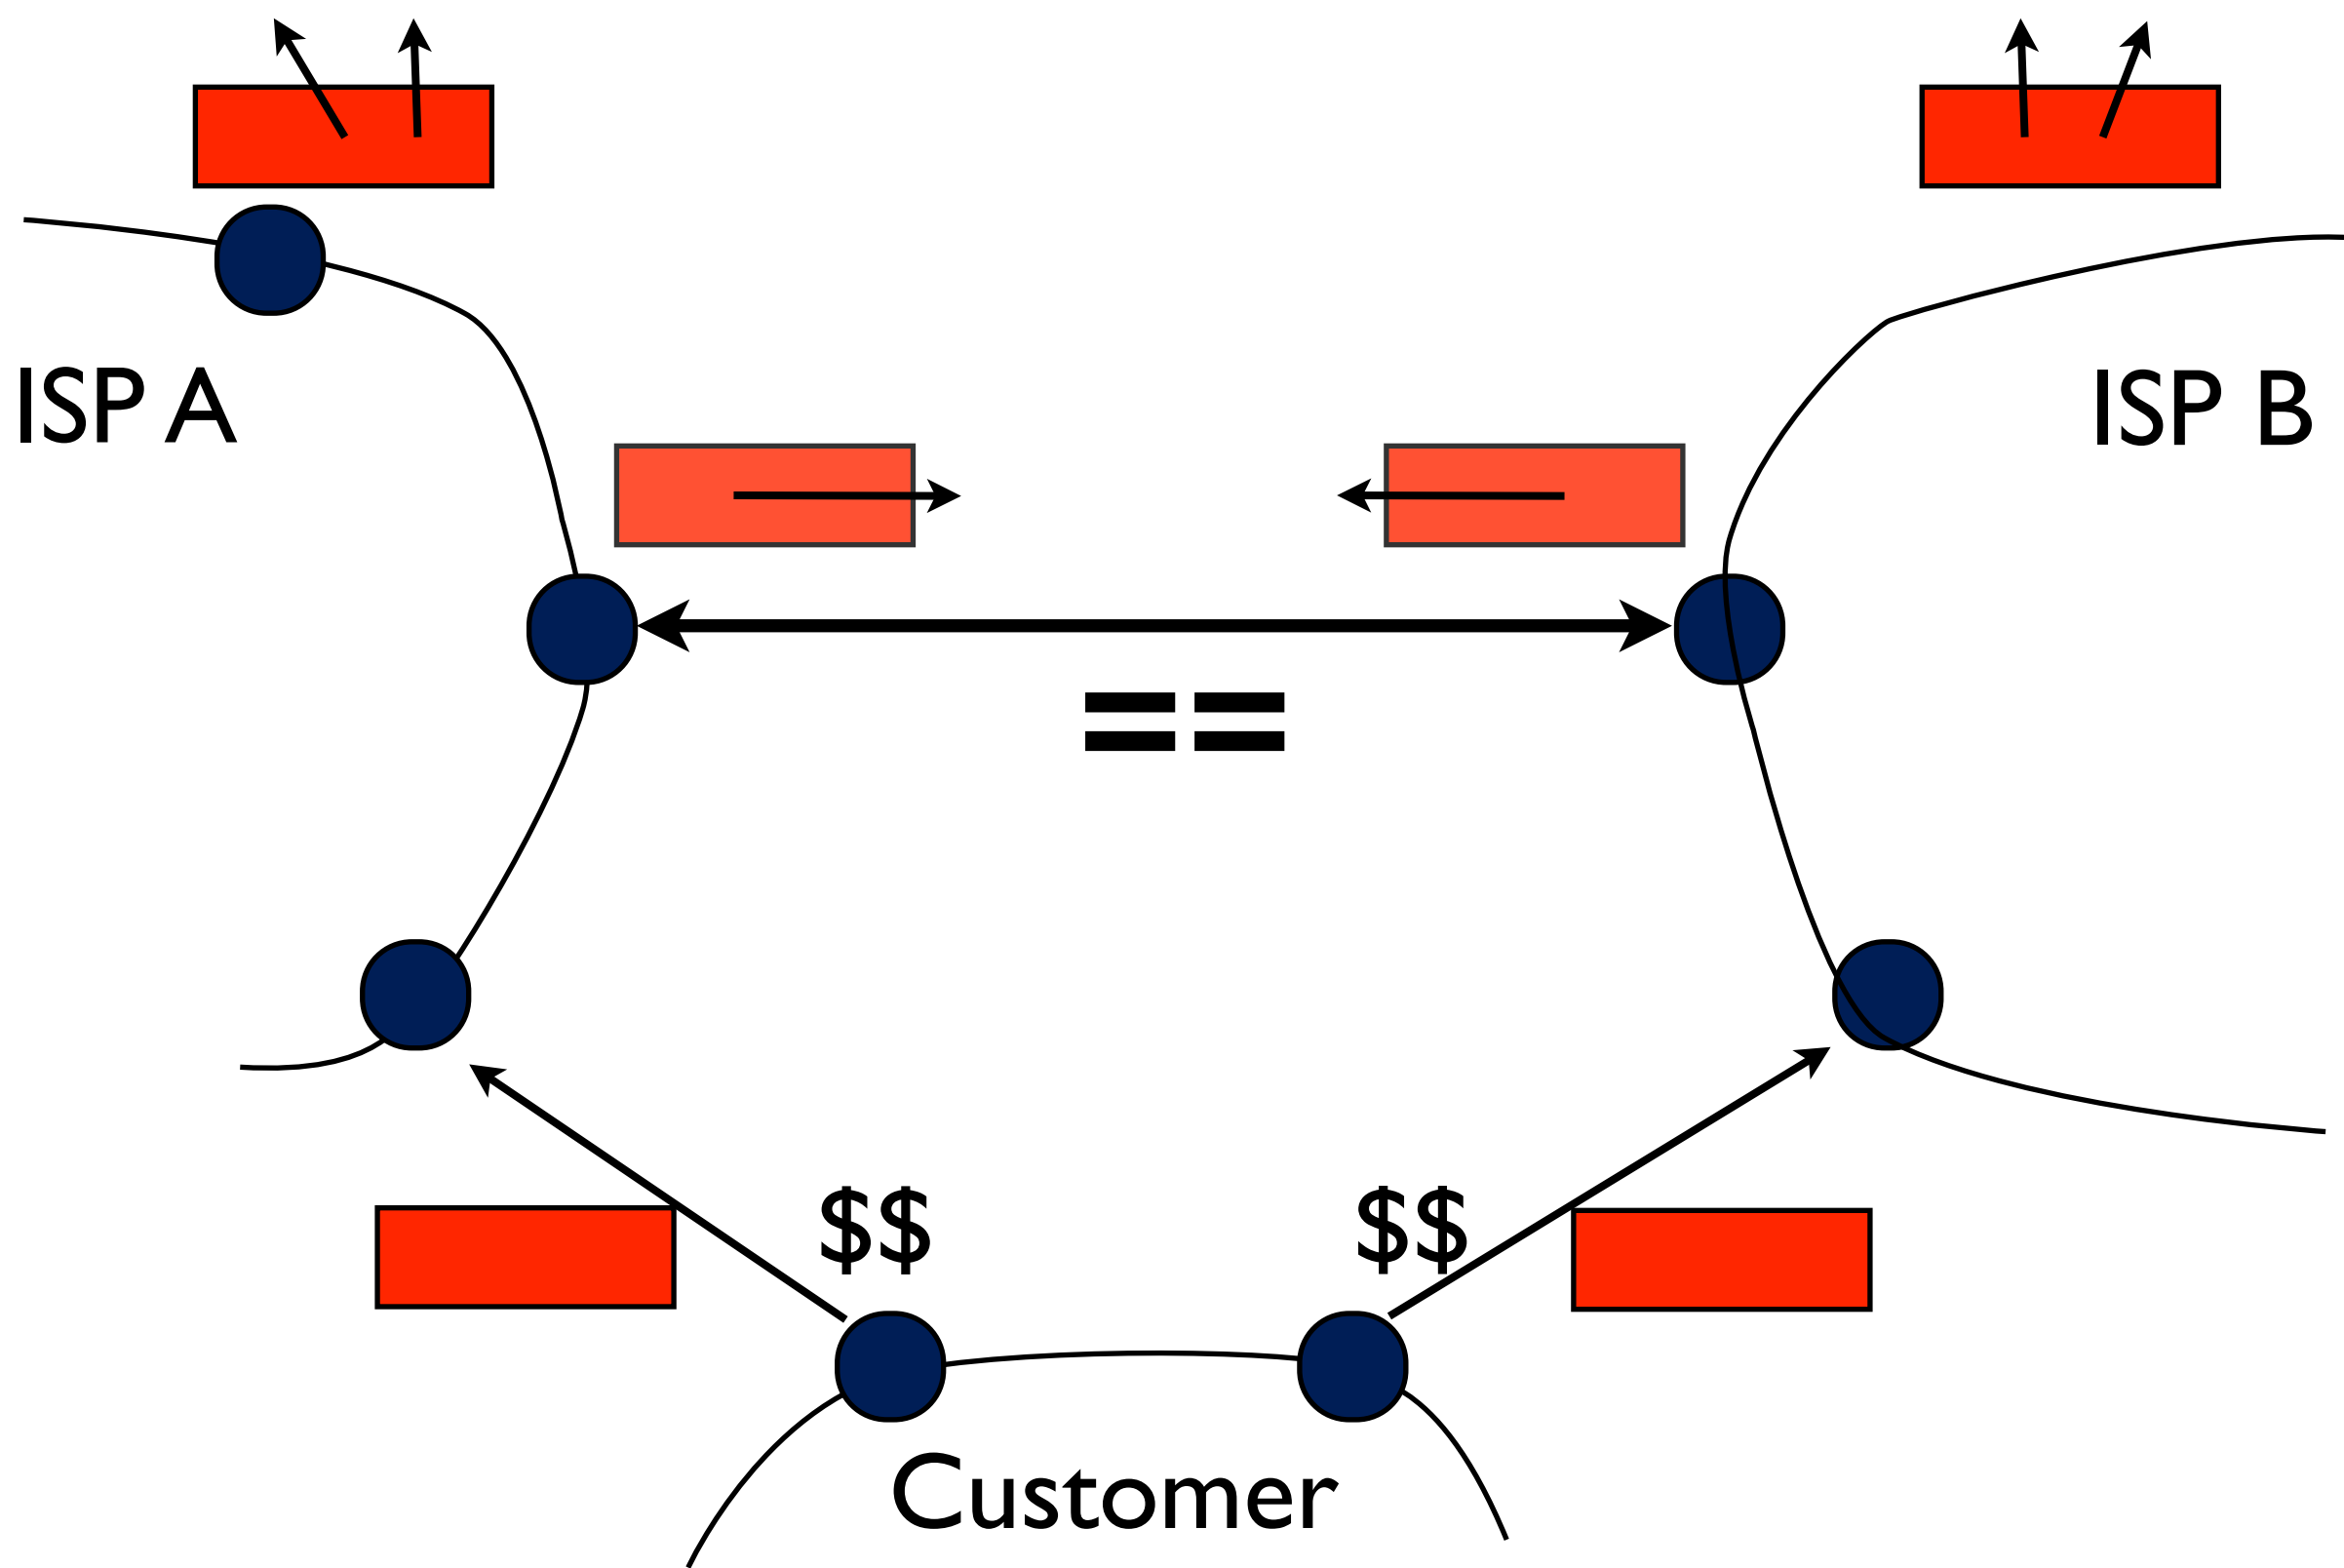 ISP A
ISP B
==
$$
$$
Customer